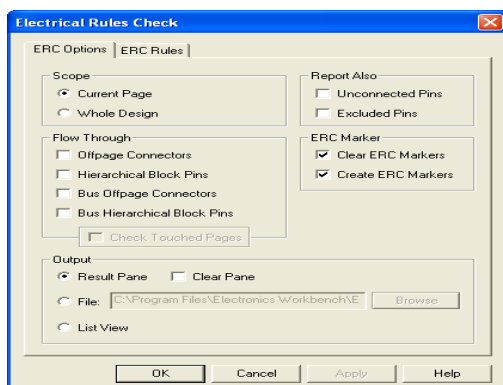 Electrical Rules Check
ERC Options ERC Rules
Scope
Current Page
Whole Design
Report Also
Unconnected Pins
Excluded Pins
Flow Through
Offpage Connectors
Hierarchical Block Pins
Bus Offpage Connectors
Bus Hierarchical Block Pins
Check Touched Pages
ERC Marker
Clear ERC Markers
Create ERC Markers
Output
Result Pane Clear Pane
File: C:\Program Files\Electronics Workbench\E Browse
List View
OK Cancel Apply Help